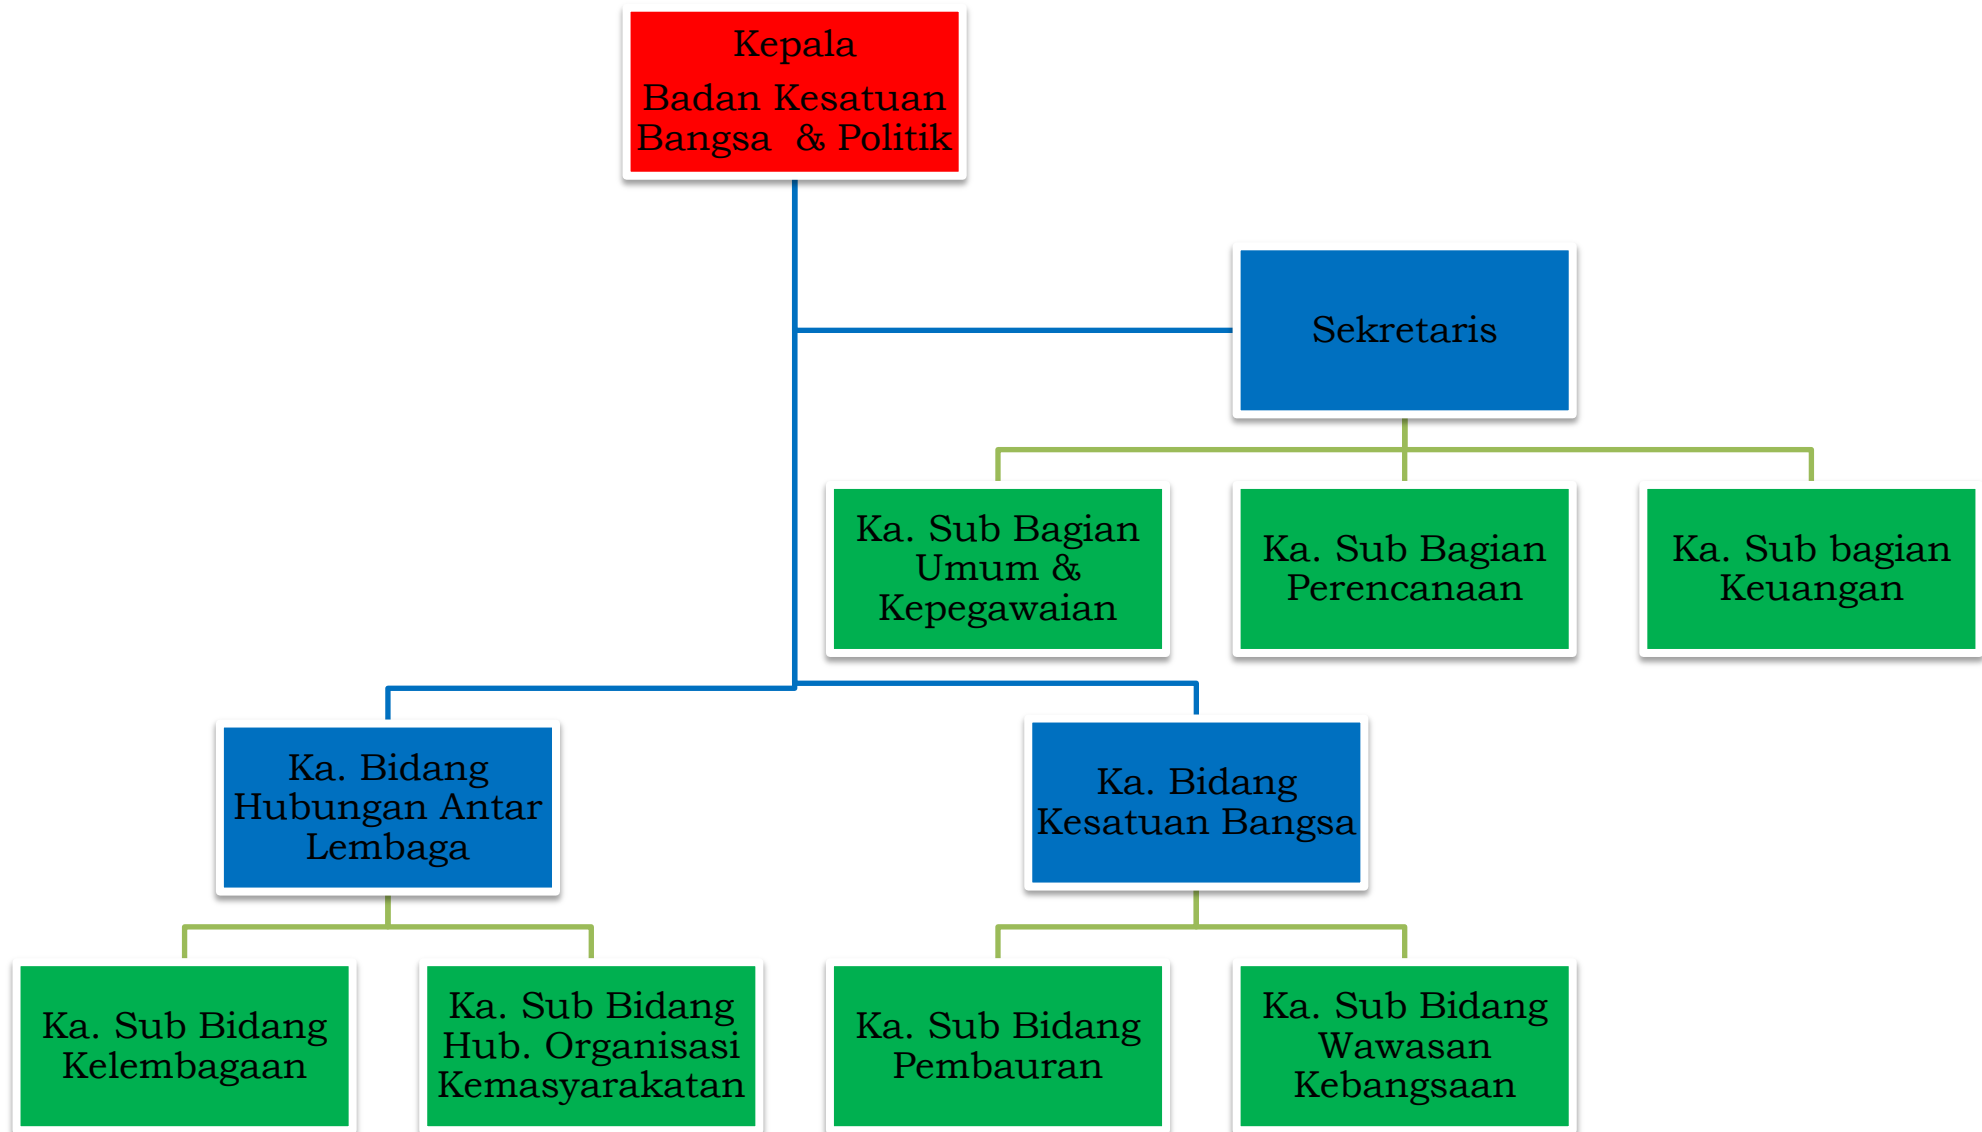 Kepala
Badan Kesatuan
Bangsa & Politik
Sekretaris
Ka. Sub Bagian
Umum &
Kepegawaian
Ka. Sub Bagian
Perencanaan
Ka. Sub bagian
Keuangan
Ka. Bidang
Hubungan Antar
Lembaga
Ka. Bidang
Kesatuan Bangsa
Ka. Sub Bidang
Kelembagaan
Ka. Sub Bidang
Hub. Organisasi
Kemasyarakatan
Ka. Sub Bidang
Pembauran
Ka. Sub Bidang
Wawasan
Kebangsaan